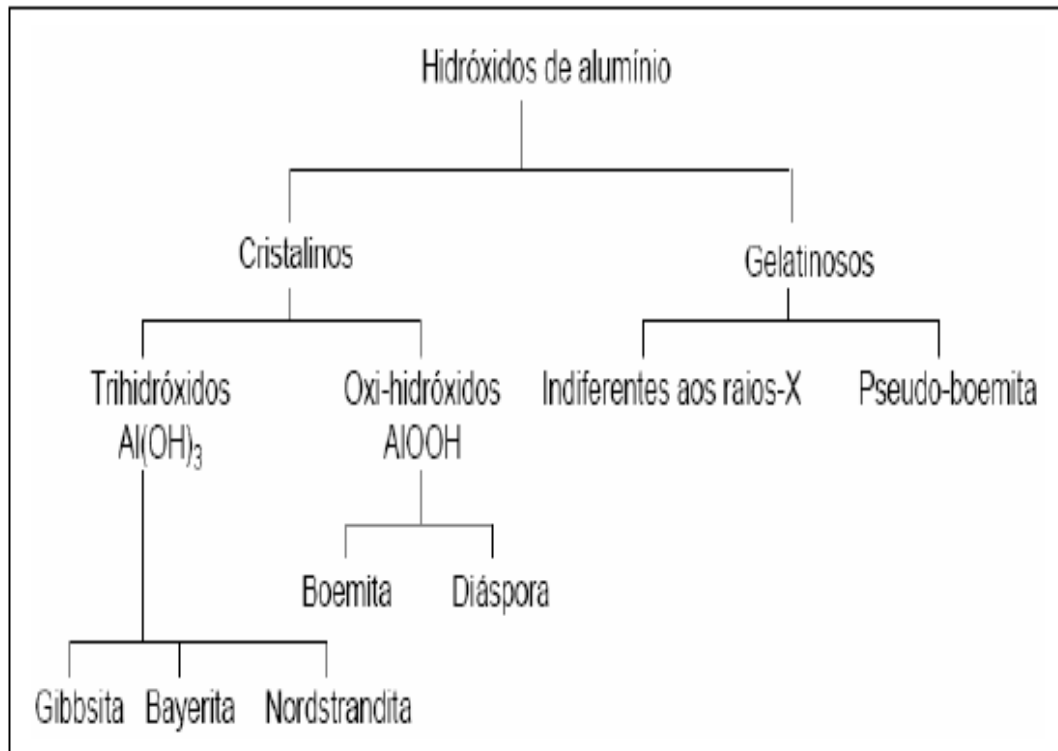 Hidróxidos de alumínio
Cristalinos
Gelatinosos
Trihidróxidos
Al(OH)₃
Oxi-hidróxidos
AlOOH
Indiferentes aos raios-X
Pseudo-boemita
Boemita
Diáspora
Gibbsita
Bayerita
Nordstrandita